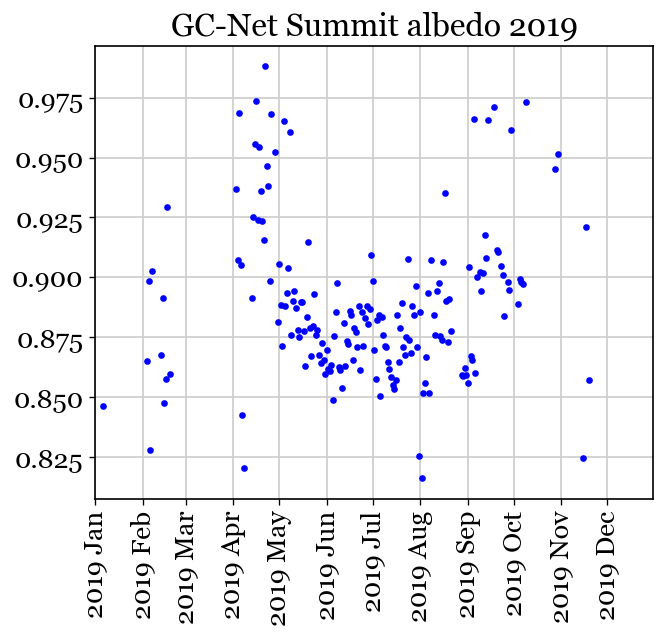 GC-Net Summit albedo 2019
0.975
0.950
0.925
0.900
0.875
0.850
0.825
2019 Jan
2019 Feb
2019 Mar
2019 Apr
2019 May
2019 Jun
2019 Jul
2019 Aug
2019 Sep
2019 Oct
2019 Nov
2019 Dec